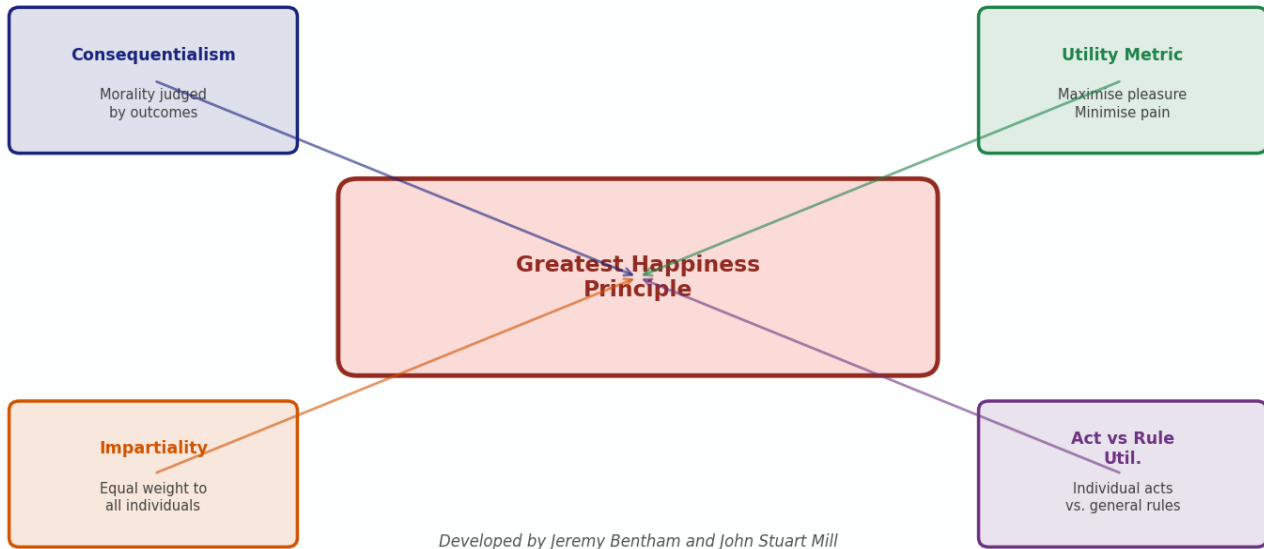 Consequentialism
Morality judged
by outcomes
Utility Metric
Maximise pleasure
Minimise pain
Greatest Happiness
Principle
Impartiality
Equal weight to
all individuals
Act vs Rule
Util.
Individual acts
vs. general rules
Developed by Jeremy Bentham and John Stuart Mill